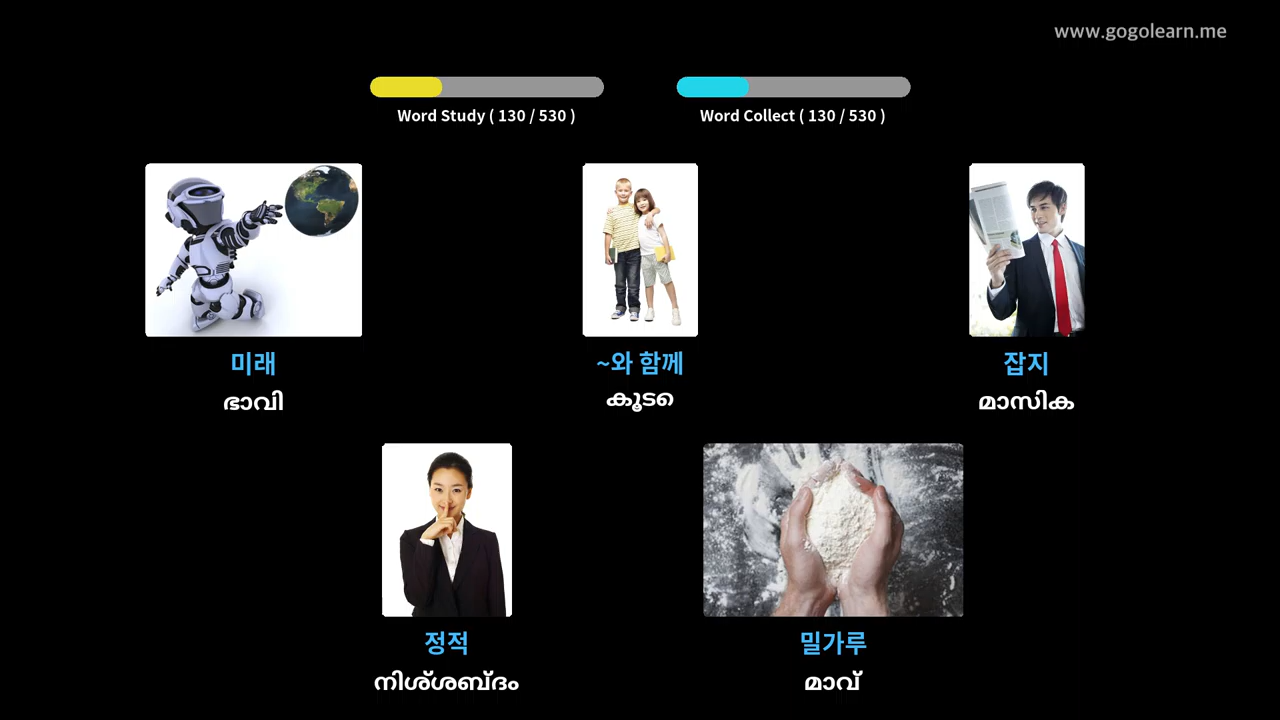 www.gogolearn.me
Word Study ( 130 / 530 )
Word Collect ( 130 / 530 )
미래
ഭാവി
~와 함께
കൂടെ
잡지
മാസിക
정적
നിശ്ശബ്ദം
밀가루
മാവ്